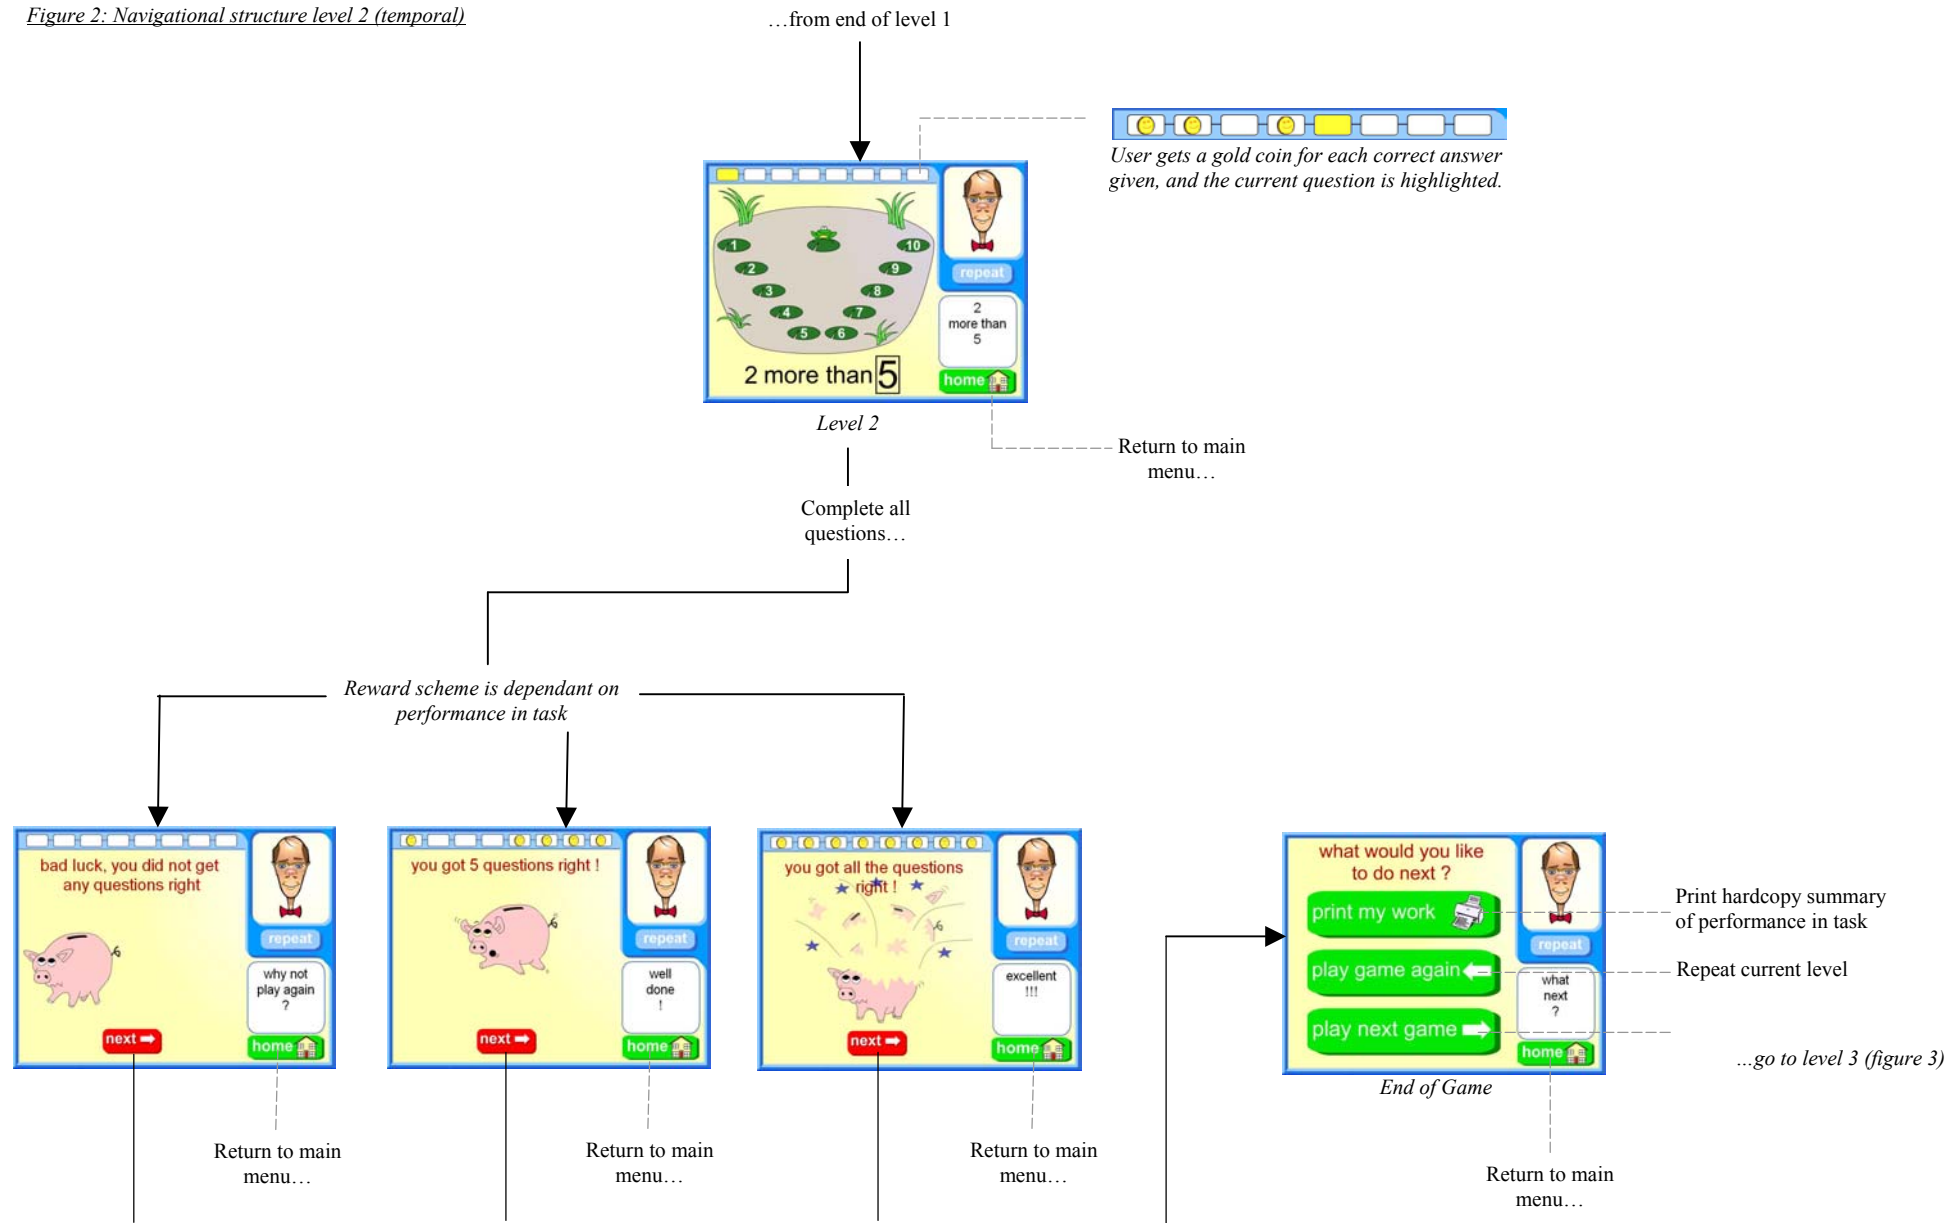 Figure 2: Navigational structure level 2 (temporal)
…from end of level 1
User gets a gold coin for each correct answer
given, and the current question is highlighted.
1
10
2
9
3
8
4
7
5
6
2 more than 5
repeat
2
more than
5
home
Level 2
Return to main
menu…
Complete all
questions…
Reward scheme is dependant on
performance in task
bad luck, you did not get
any questions right
repeat
why not
play again
?
next
home
Return to main
menu…
you got 5 questions right !
repeat
well
done
!
next
home
Return to main
menu…
you got all the questions
right !
repeat
excellent
!!!
next
home
Return to main
menu…
what would you like
to do next ?
print my work
play game again
play next game
repeat
what
next
?
home
End of Game
Print hardcopy summary
of performance in task
Repeat current level
...go to level 3 (figure 3)
Return to main
menu…